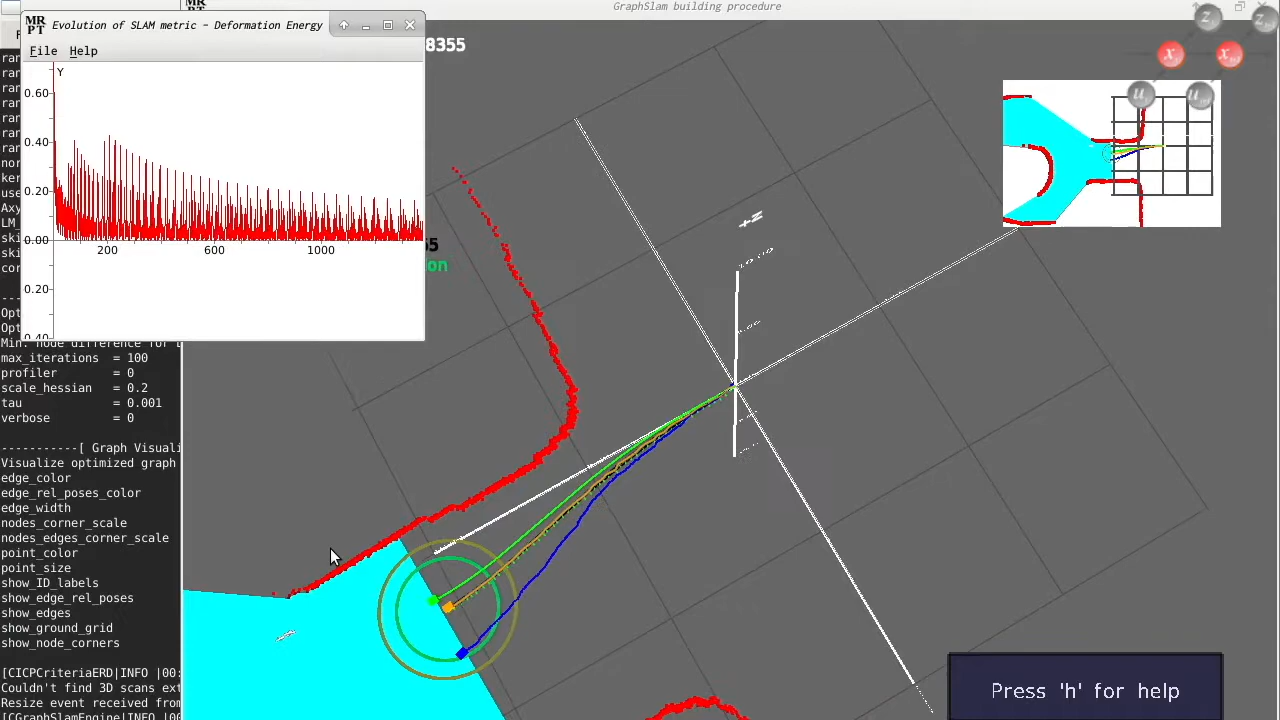 MR
PT
Evolution of SLAM metric - Deformation Energy
File Help
Y
0.60
0.40
0.20
0.00
200
600
1000
0.20
GraphSlam building procedure
8355
on
max_iterations = 100
profiler = 0
scale_hessian = 0.2
tau = 0.001
verbose = 0
-----------[ Graph Visuali
Visualize optimized graph
edge_color
edge_rel_poses_color
edge_width
nodes_corner_scale
nodes_edges_corner_scale
point_color
point_size
show_ID_labels
show_edge_rel_poses
show_edges
show_ground_grid
show_node_corners
[CICPCriteriaERD|INFO |00:
Couldn't find 3D scans ext
Resize event received from
Press 'h' for help